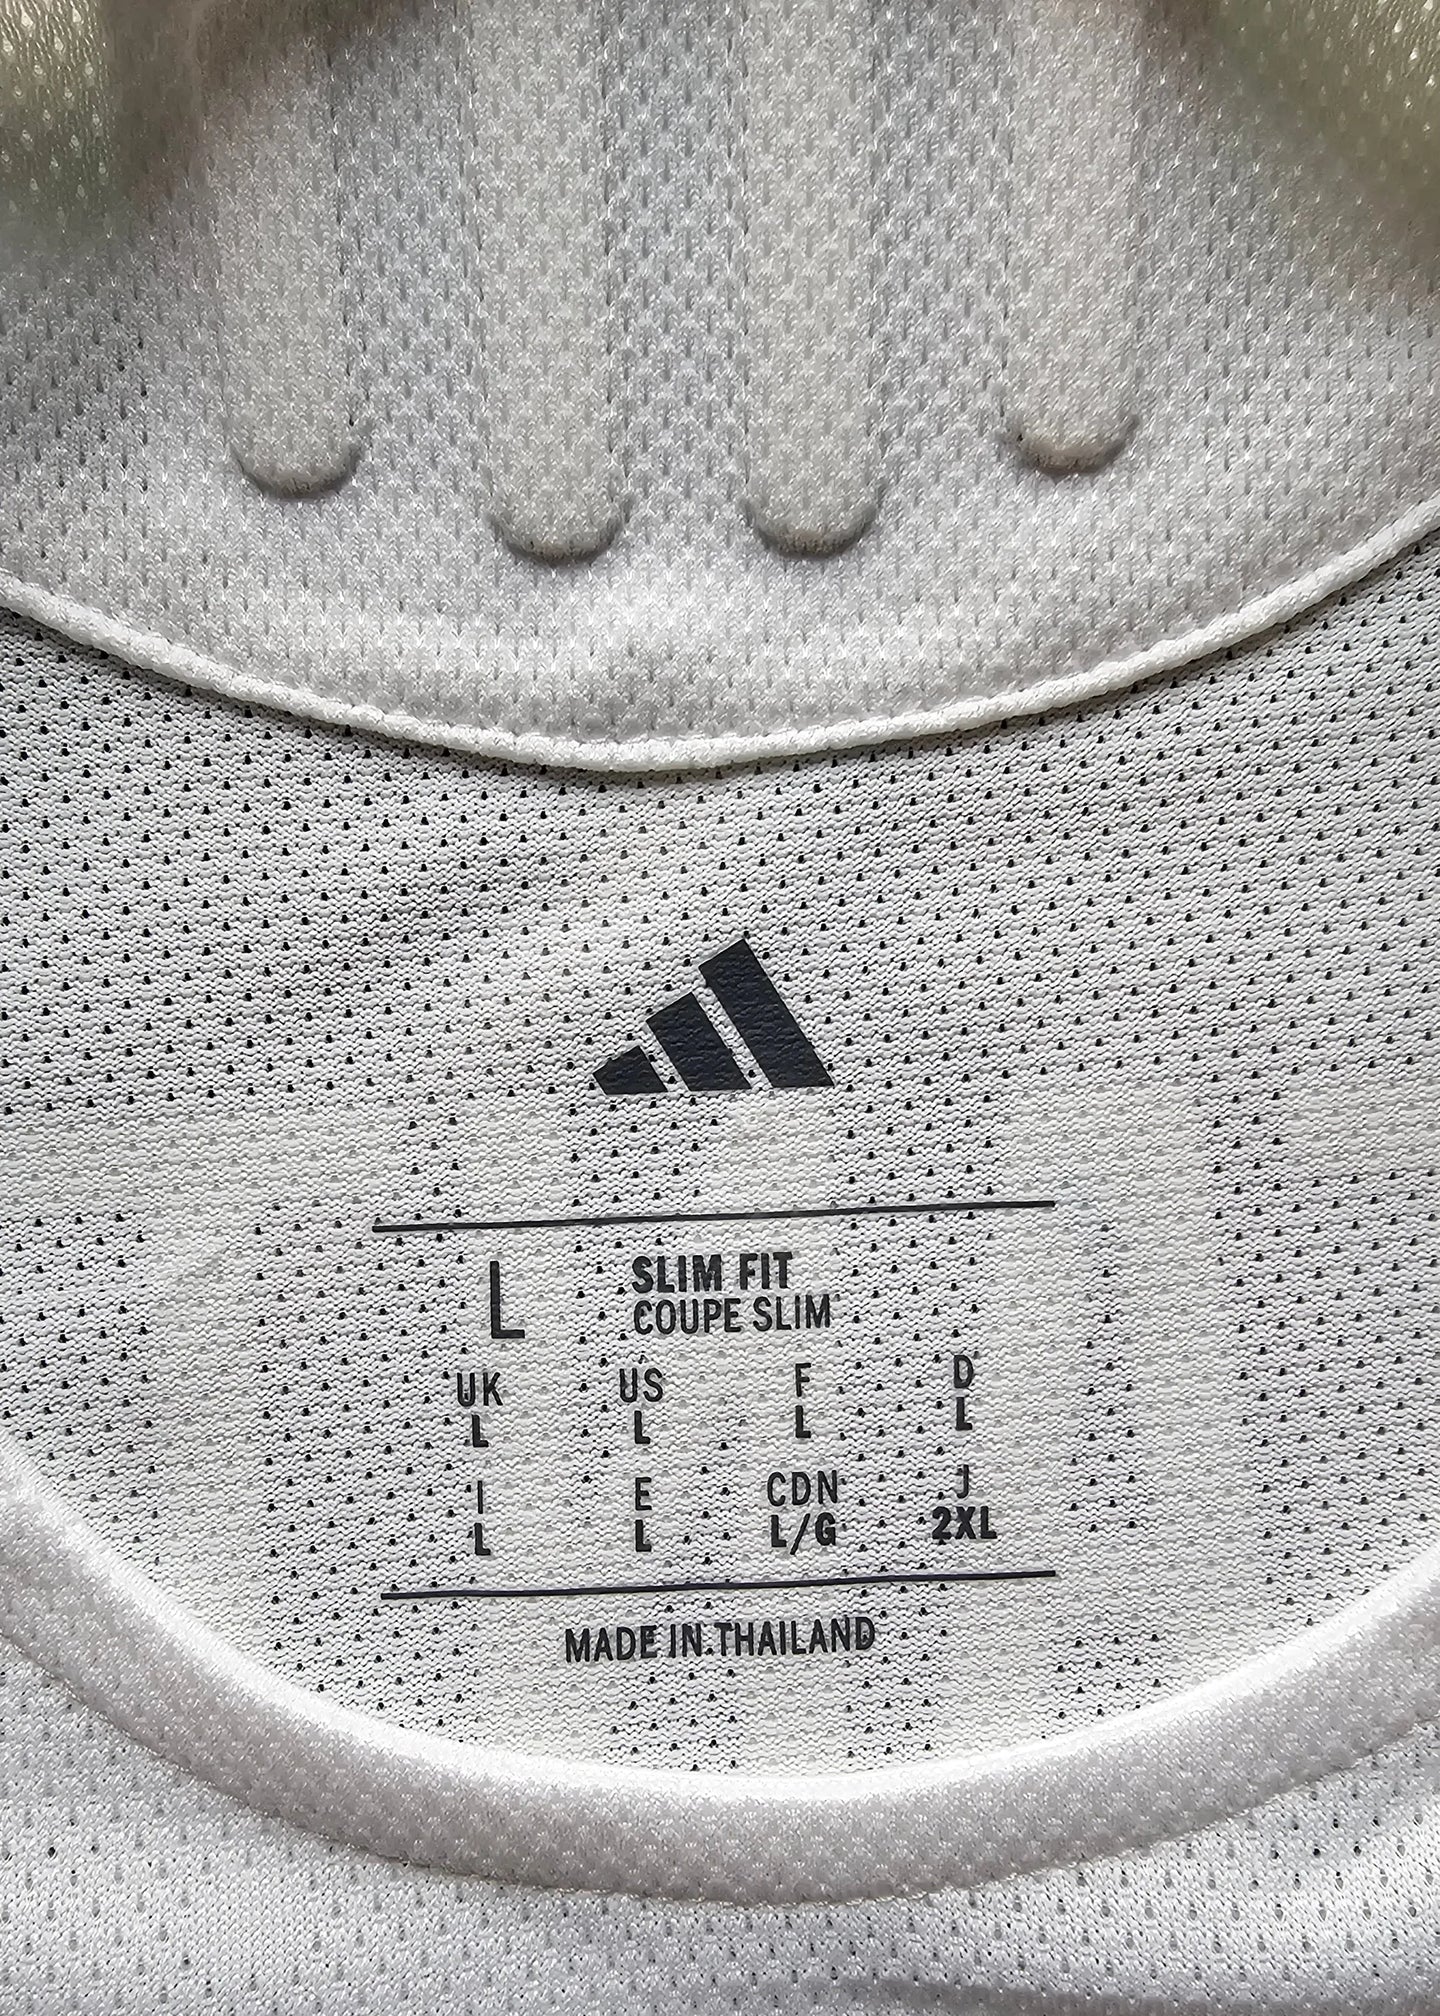 L SLIM FIT
COUPE SLIM
UK US F D
L L L L
I E CDN J
L L L/G 2XL
MADE IN THAILAND